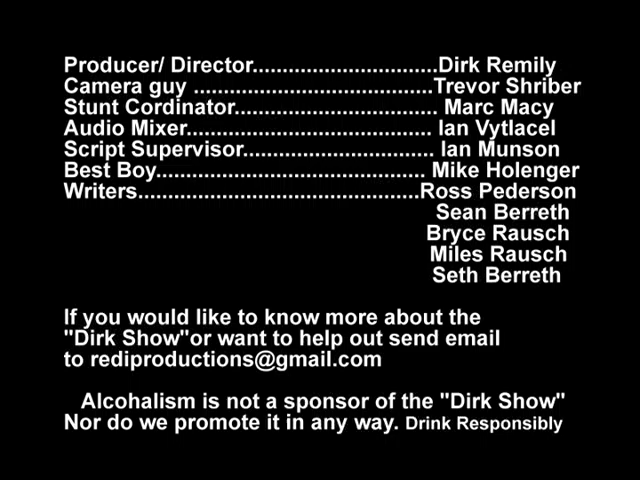 Producer/ Director...............................Dirk Remily
Camera guy ........................................Trevor Shriber
Stunt Cordinator.................................. Marc Macy
Audio Mixer......................................... Ian Vytlacel
Script Supervisor................................ Ian Munson
Best Boy............................................. Mike Holenger
Writers...............................................Ross Pederson
Sean Berreth
Bryce Rausch
Miles Rausch
Seth Berreth
If you would like to know more about the
"Dirk Show"or want to help out send email
to rediproductions@gmail.com
Alcohalism is not a sponsor of the "Dirk Show"
Nor do we promote it in any way. Drink Responsibly